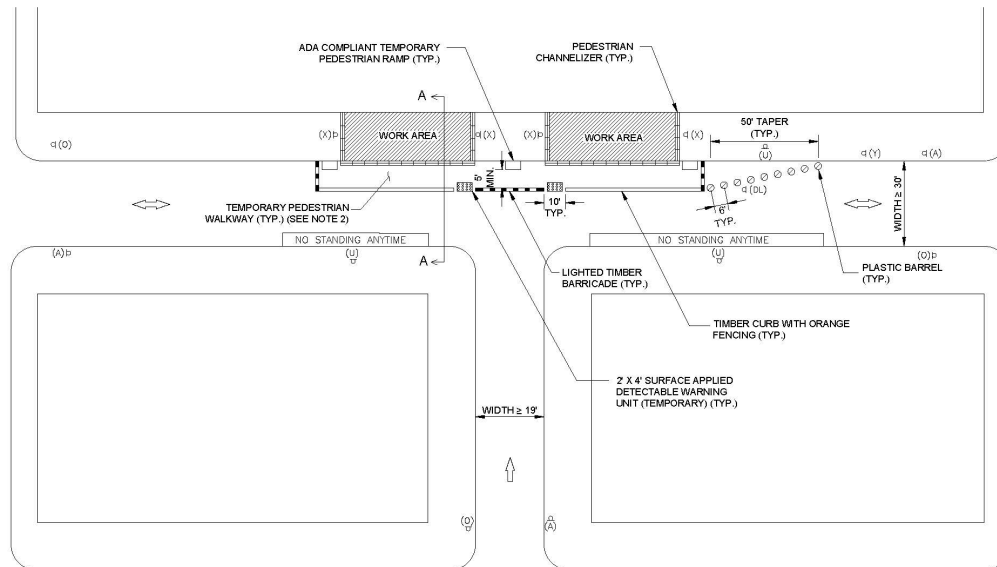 ADA COMPLIANT TEMPORARY
PEDESTRIAN RAMP (TYP.)
PEDESTRIAN
CHANNELIZER (TYP.)
A
50' TAPER
(TYP.)
(X)
WORK AREA
(X)
(X)
WORK AREA
(X)
(U)
(O)
(Y)
(A)
5'
MIN.
(DL)
WIDTH ≥ 30'
TEMPORARY PEDESTRIAN
WALKWAY (TYP.) (SEE NOTE 2)
10'
TYP.
6'
TYP.
NO STANDING ANYTIME
NO STANDING ANYTIME
(A)
(U)
A
(U)
(O)
LIGHTED TIMBER
BARRICADE (TYP.)
PLASTIC BARREL
(TYP.)
TIMBER CURB WITH ORANGE
FENCING (TYP.)
2' X 4' SURFACE APPLIED
DETECTABLE WARNING
UNIT (TEMPORARY) (TYP.)
WIDTH ≥ 19'
(O)
(A)